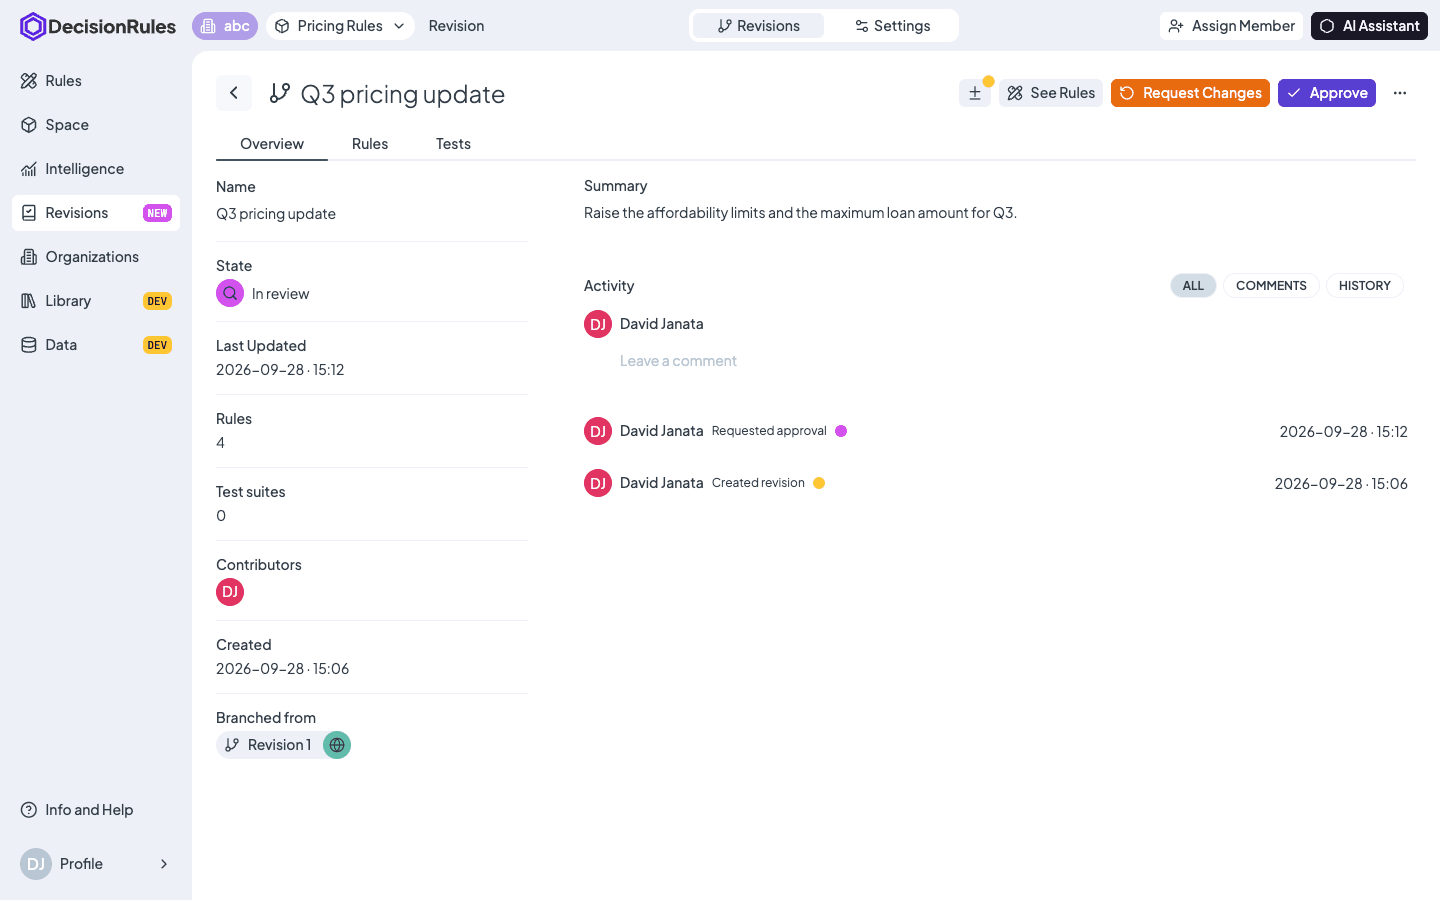 DecisionRules
abc
Pricing Rules
Revision
Revisions
Settings
Assign Member
AI Assistant
Rules
Space
Intelligence
Revisions NEW
Organizations
Library DEV
Data DEV
Info and Help
DJ Profile
Q3 pricing update
See Rules
Request Changes
Approve
Overview
Rules
Tests
Name
Q3 pricing update
State
In review
Last Updated
2026-09-28 · 15:12
Rules
4
Test suites
0
Contributors
DJ
Created
2026-09-28 · 15:06
Branched from
Revision 1
Summary
Raise the affordability limits and the maximum loan amount for Q3.
Activity
ALL
COMMENTS
HISTORY
DJ David Janata
Leave a comment
DJ David Janata Requested approval 2026-09-28 · 15:12
DJ David Janata Created revision 2026-09-28 · 15:06